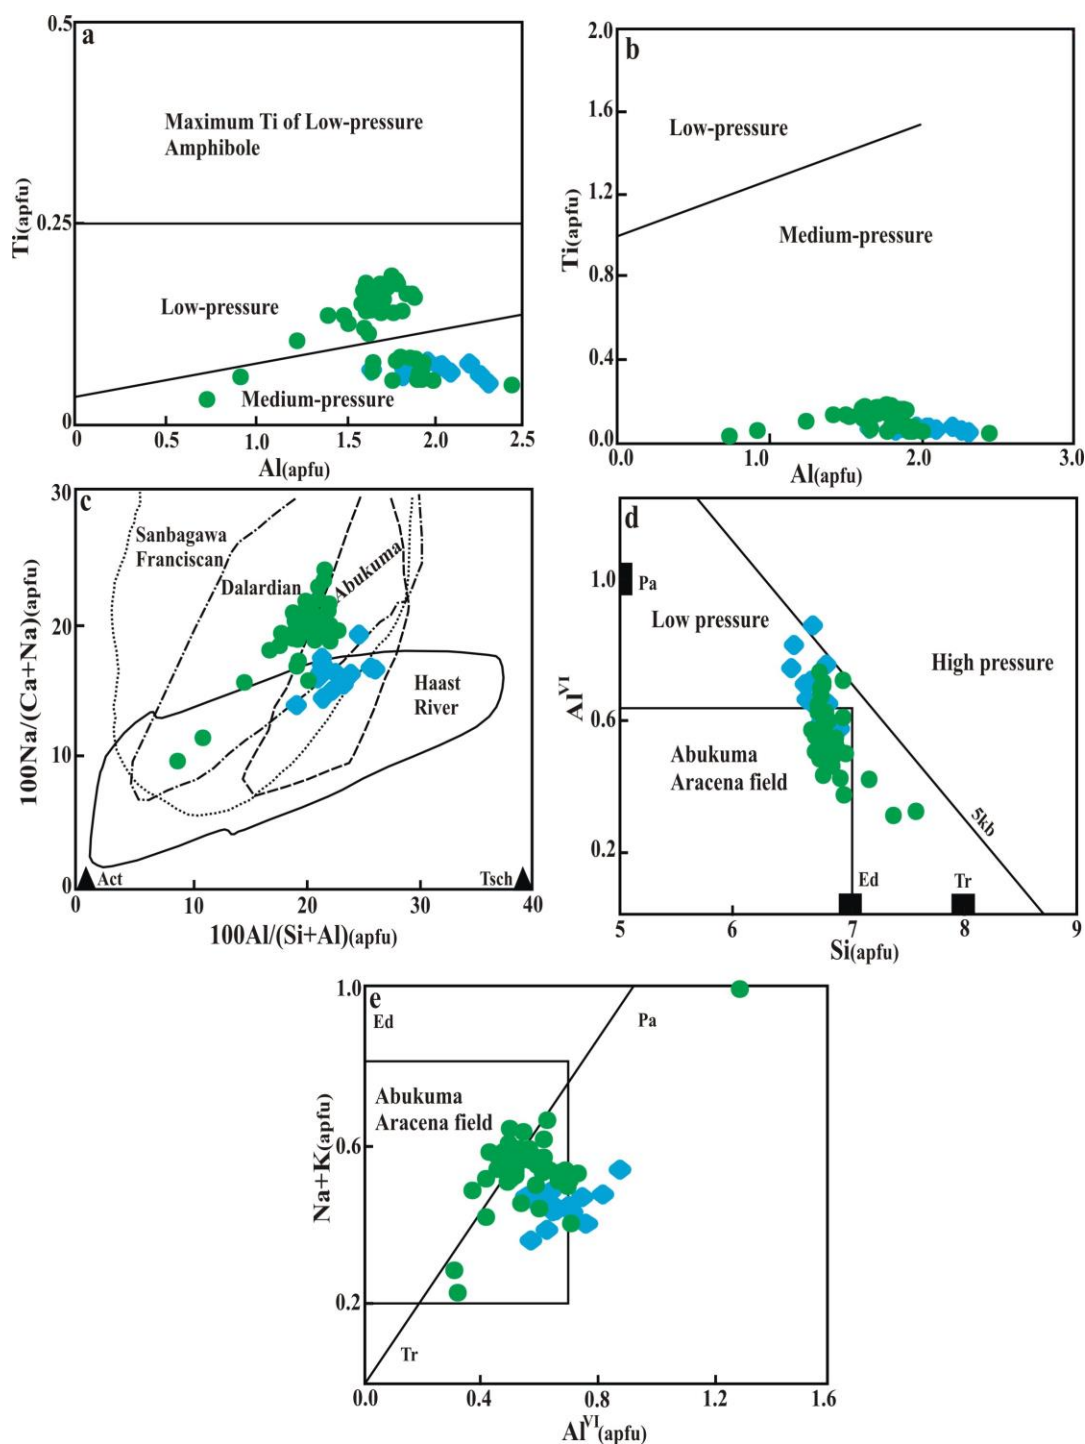 a
0.5
Maximum Ti of Low-pressure
Amphibole
Ti(apfu)
0.25
Low-pressure
Medium-pressure
0
0
0.5
1.0
1.5
2.0
2.5
Al(apfu)
b
2.0
1.6
Low-pressure
1.2
Medium-pressure
Ti(apfu)
0.8
0.4
0.0
0.0
1.0
2.0
3.0
Al(apfu)
c
30
Sanbagawa
Franciscan
Dalardian
Abukuma
20
100Na/(Ca+Na)(apfu)
Haast
River
10
0
Act
Tsch
10
20
30
40
100Al/(Si+Al)(apfu)
d
1.0
Pa
Low pressure
High pressure
AlVI
0.6
Abukuma
Aracena field
5kb
0.2
Ed
Tr
5
6
7
8
9
Si(apfu)
e
1.0
Ed
Pa
Abukuma
Aracena field
Na+K(apfu)
0.6
0.2
Tr
0.0
0.4
0.8
1.2
1.6
AlVI(apfu)